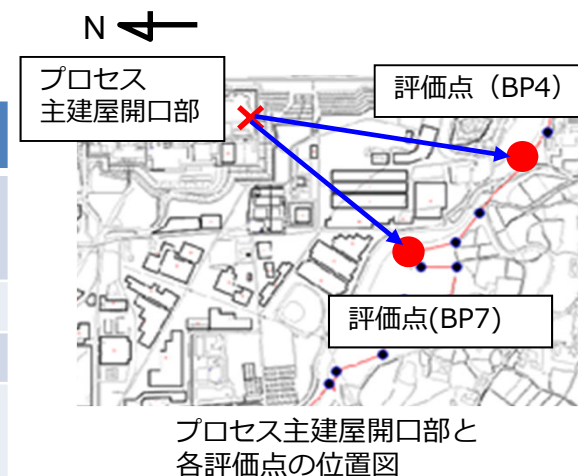 N
プロセス
主建屋開口部
評価点（BP4）
評価点(BP7)
プロセス主建屋開口部と
各評価点の位置図